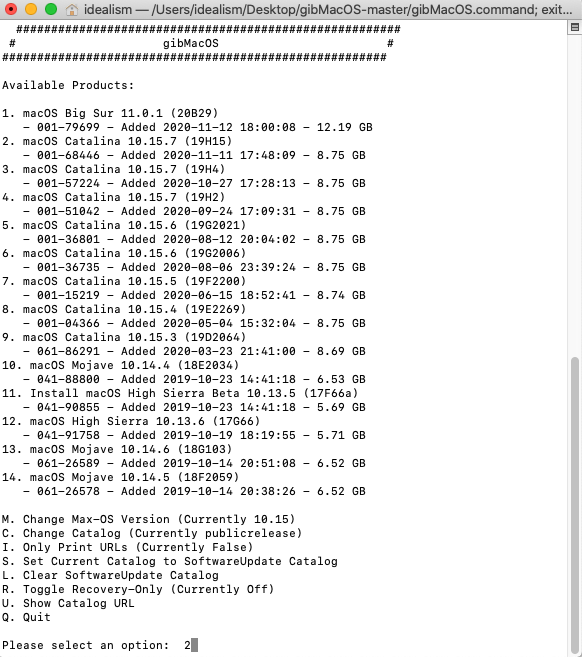 idealism — /Users/idealism/Desktop/gibMacOS-master/gibMacOS.command; exit...
#######################################################
# gibMacOS #
#######################################################
Available Products:
1. macOS Big Sur 11.0.1 (20B29)
- 001-79699 - Added 2020-11-12 18:00:08 - 12.19 GB
2. macOS Catalina 10.15.7 (19H15)
- 001-68446 - Added 2020-11-11 17:48:09 - 8.75 GB
3. macOS Catalina 10.15.7 (19H4)
- 001-57224 - Added 2020-10-27 17:28:13 - 8.75 GB
4. macOS Catalina 10.15.7 (19H2)
- 001-51042 - Added 2020-09-24 17:09:31 - 8.75 GB
5. macOS Catalina 10.15.6 (19G2021)
- 001-36801 - Added 2020-08-12 20:04:02 - 8.75 GB
6. macOS Catalina 10.15.6 (19G2006)
- 001-36735 - Added 2020-08-06 23:39:24 - 8.75 GB
7. macOS Catalina 10.15.5 (19F2200)
- 001-15219 - Added 2020-06-15 18:52:41 - 8.74 GB
8. macOS Catalina 10.15.4 (19E2269)
- 001-04366 - Added 2020-05-04 15:32:04 - 8.75 GB
9. macOS Catalina 10.15.3 (19D2064)
- 061-86291 - Added 2020-03-23 21:41:00 - 8.69 GB
10. macOS Mojave 10.14.4 (18E2034)
- 041-88800 - Added 2019-10-23 14:41:18 - 6.53 GB
11. Install macOS High Sierra Beta 10.13.5 (17F66a)
- 041-90855 - Added 2019-10-23 14:41:18 - 5.69 GB
12. macOS High Sierra 10.13.6 (17G66)
- 041-91758 - Added 2019-10-19 18:19:55 - 5.71 GB
13. macOS Mojave 10.14.6 (18G103)
- 061-26589 - Added 2019-10-14 20:51:08 - 6.52 GB
14. macOS Mojave 10.14.5 (18F2059)
- 061-26578 - Added 2019-10-14 20:38:26 - 6.52 GB
M. Change Max-OS Version (Currently 10.15)
C. Change Catalog (Currently publicrelease)
I. Only Print URLs (Currently False)
S. Set Current Catalog to SoftwareUpdate Catalog
L. Clear SoftwareUpdate Catalog
R. Toggle Recovery-Only (Currently Off)
U. Show Catalog URL
Q. Quit
Please select an option: 2